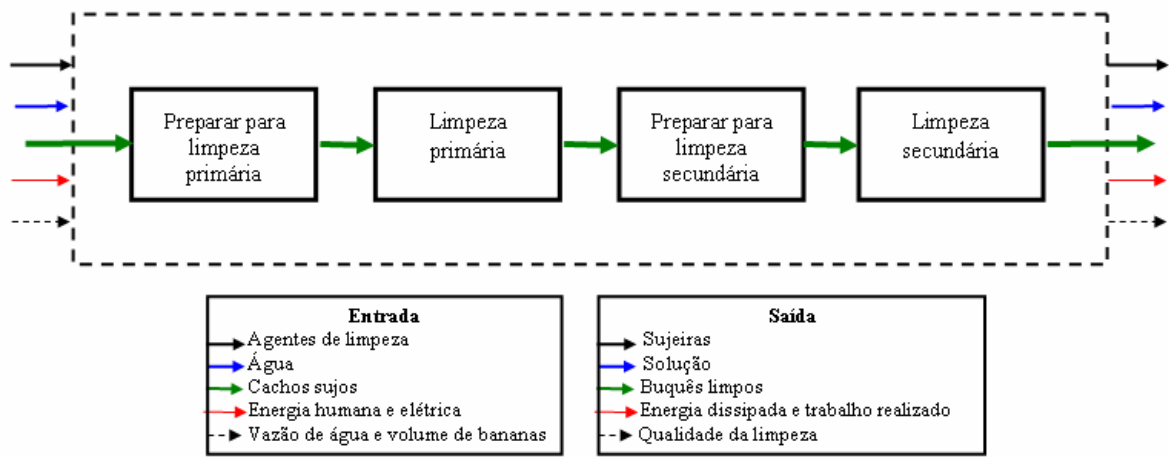 Preparar para
limpeza
primária
Limpeza
primária
Preparar para
limpeza
secundária
Limpeza
secundária
Entrada
Agentes de limpeza
Água
Cachos sujos
Energia humana e elétrica
Vazão de água e volume de bananas
Saída
Sujeiras
Solução
Buquês limpos
Energia dissipada e trabalho realizado
Qualidade da limpeza